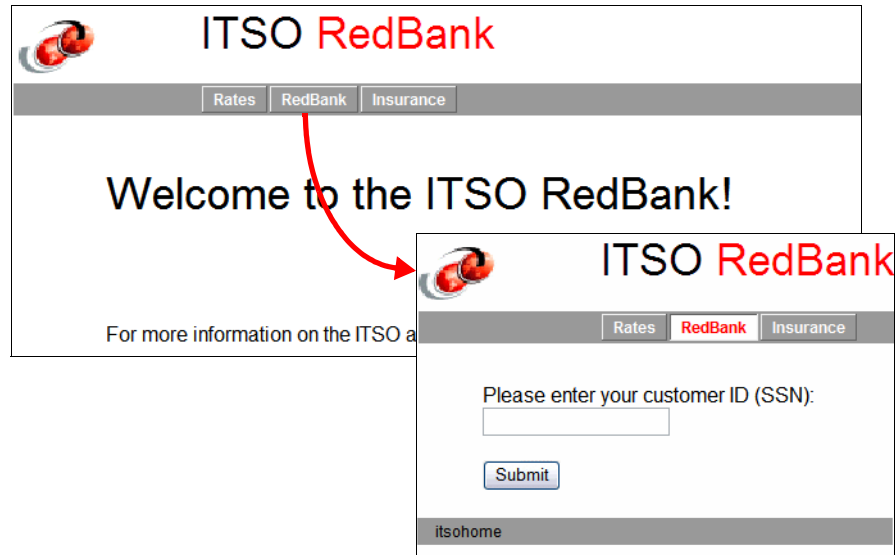 ITSO RedBank
Rates RedBank Insurance
Welcome to the ITSO RedBank!
For more information on the ITSO a
ITSO RedBank
Rates RedBank Insurance
Please enter your customer ID (SSN):
Submit
itsohome